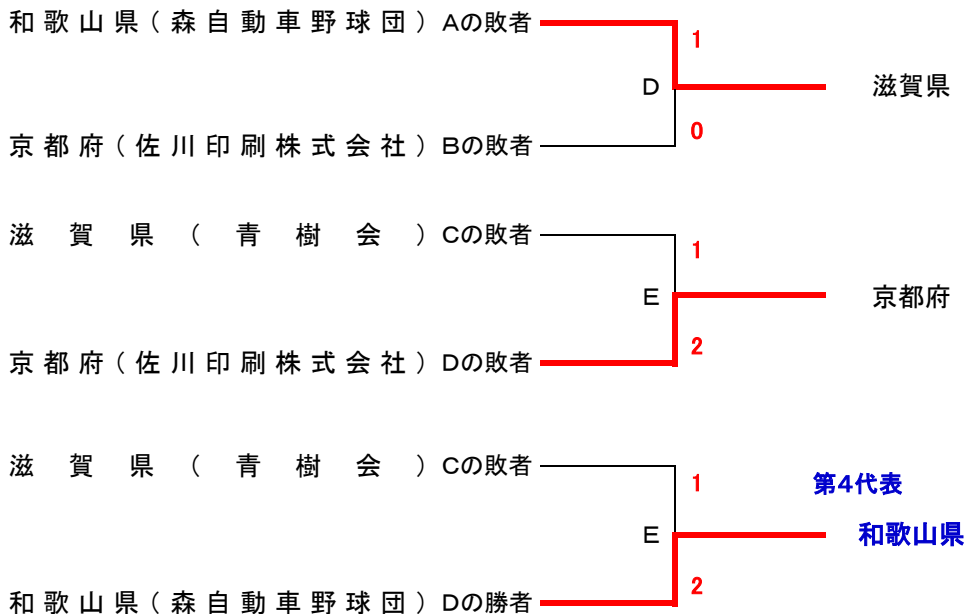 和歌山県(森自動車野球団)Aの敗者
1
D
滋賀県
0
京都府(佐川印刷株式会社)Bの敗者
滋賀県(青樹会)Cの敗者
1
E
京都府
2
京都府(佐川印刷株式会社)Dの敗者
滋賀県(青樹会)Cの敗者
1
第4代表
E
和歌山県
2
和歌山県(森自動車野球団)Dの勝者